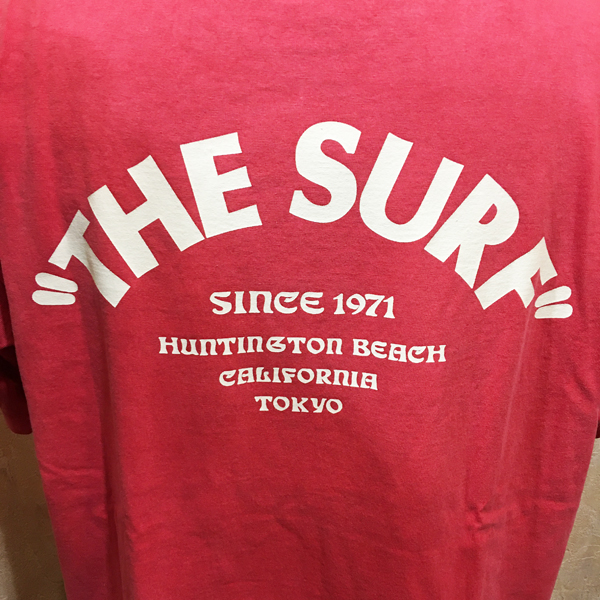 "THE SURF"
SINCE 1971
HUNTINGTON BEACH
CALIFORNIA
TOKYO